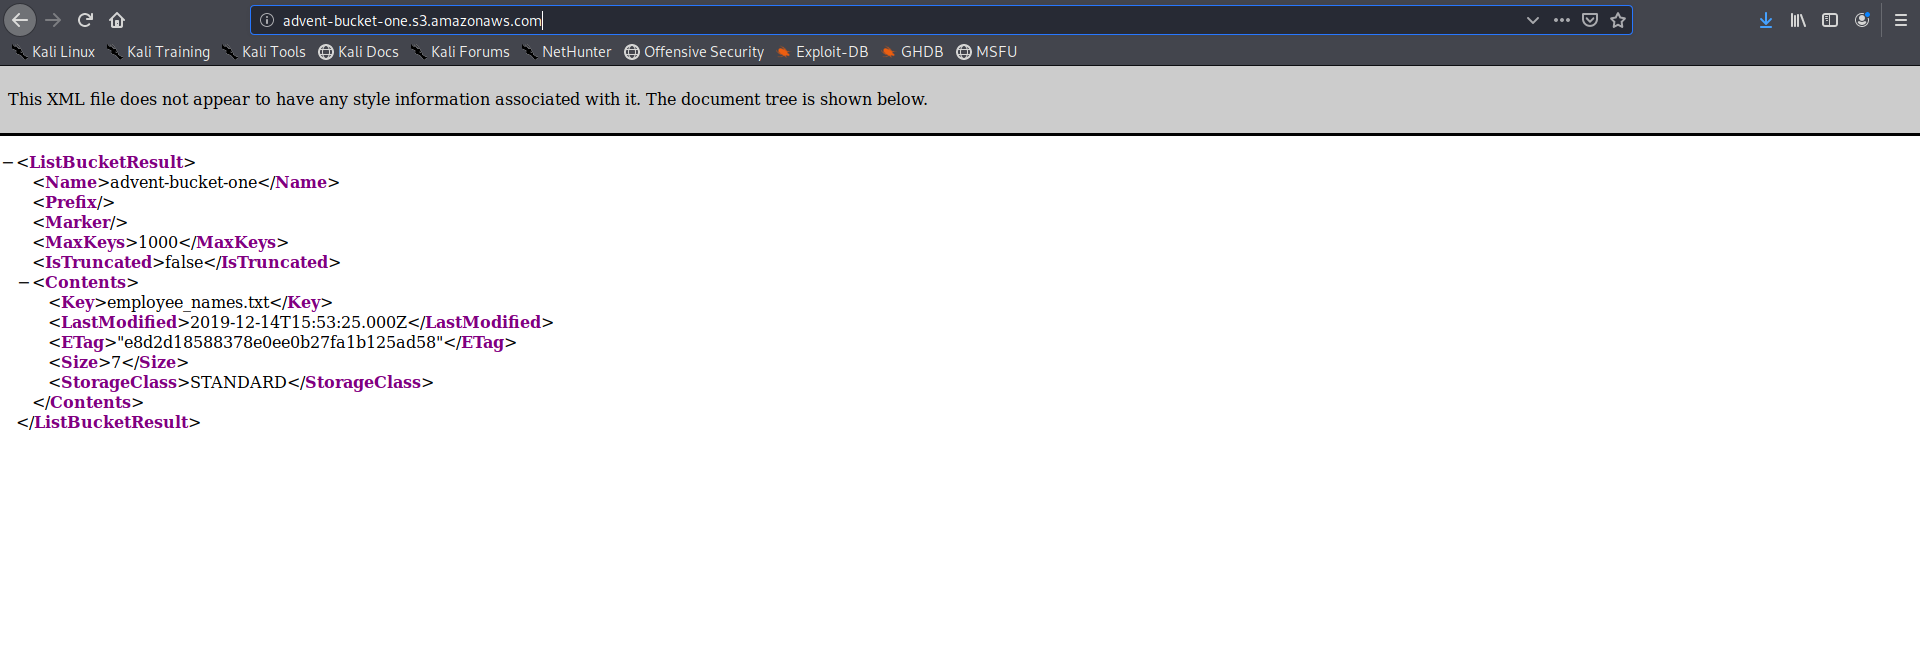 advent-bucket-one.s3.amazonaws.com
Kali Linux Kali Training Kali Tools Kali Docs Kali Forums NetHunter Offensive Security Exploit-DB GHDB MSFU
This XML file does not appear to have any style information associated with it. The document tree is shown below.
−<ListBucketResult>
<Name>advent-bucket-one</Name>
<Prefix/>
<Marker/>
<MaxKeys>1000</MaxKeys>
<IsTruncated>false</IsTruncated>
−<Contents>
<Key>employee_names.txt</Key>
<LastModified>2019-12-14T15:53:25.000Z</LastModified>
<ETag>"e8d2d18588378e0ee0b27fa1b125ad58"</ETag>
<Size>7</Size>
<StorageClass>STANDARD</StorageClass>
</Contents>
</ListBucketResult>